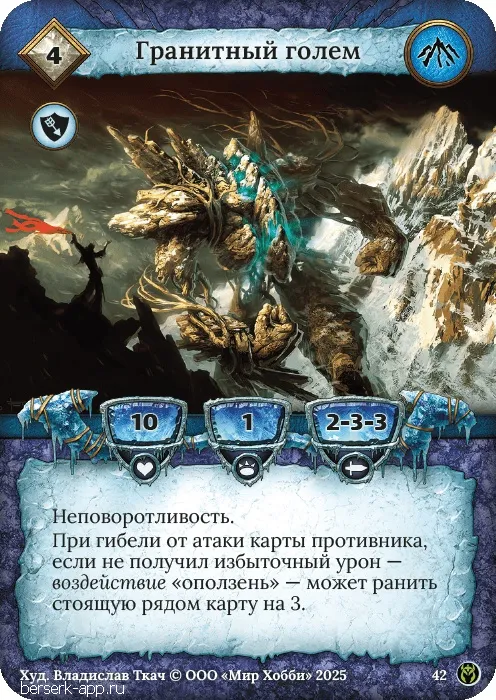 4
Гранитный голем
10
1
2-3-3
Неповоротливость.
При гибели от атаки карты противника,
если не получил избыточный урон —
воздействие «оползень» — может ранить
стоящую рядом карту на 3.
Худ. Владислав Ткач © ООО «Мир Хобби» 2025
42
berserk-app.ru